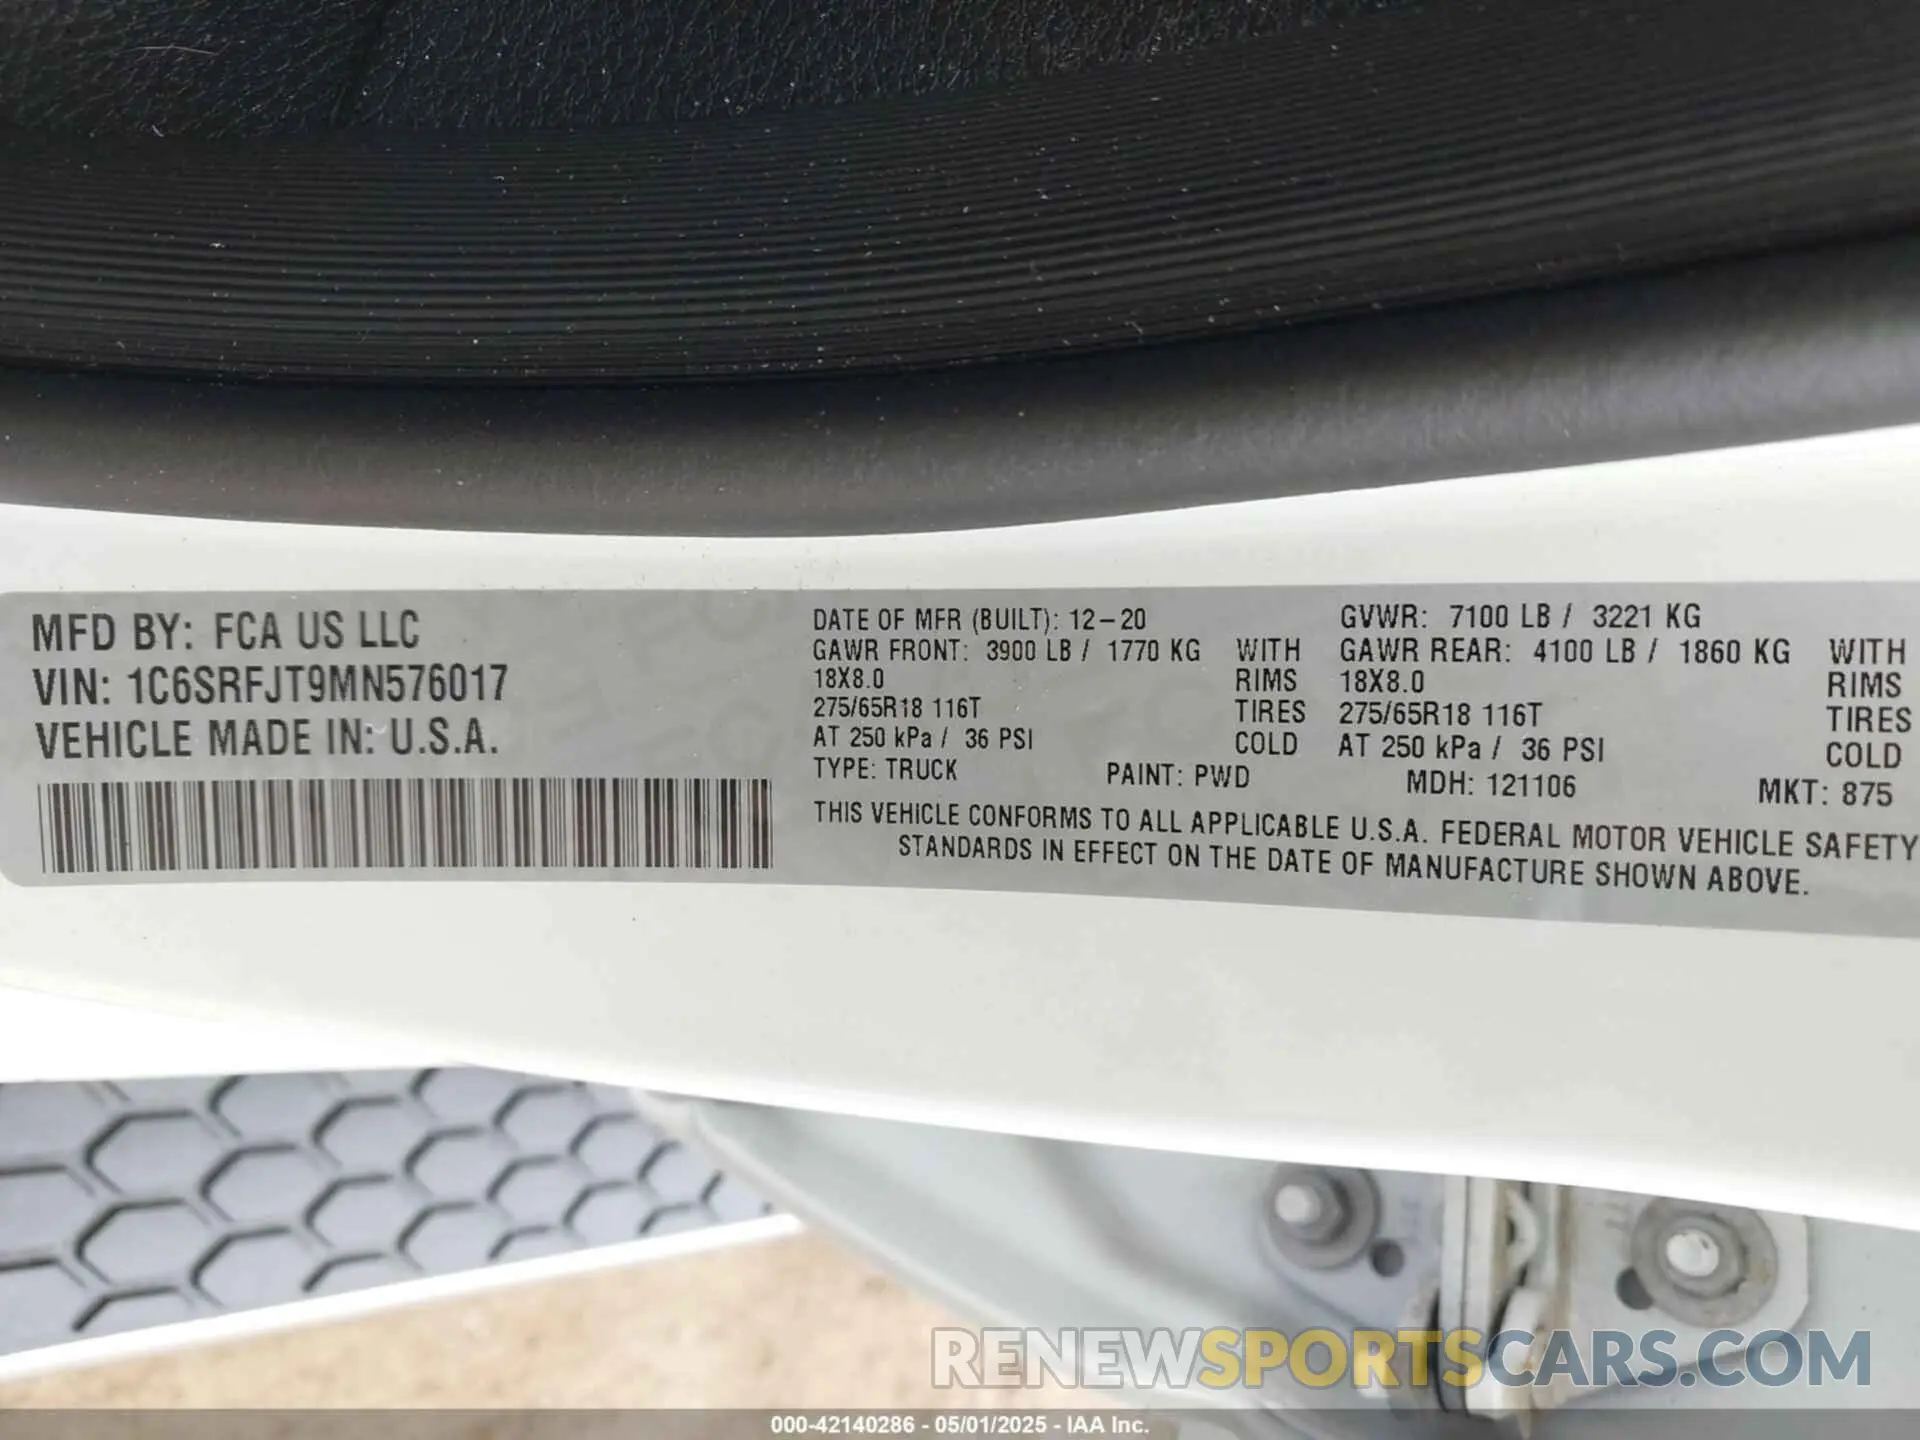 MFD BY: FCA US LLC
VIN: 1C6SRFJT9MN576017
VEHICLE MADE IN: U.S.A.
DATE OF MFR (BUILT): 12-20 GVWR: 7100 LB / 3221 KG
GAWR FRONT: 3900 LB / 1770 KG WITH GAWR REAR: 4100 LB / 1860 KG WITH
18X8.0 RIMS 18X8.0 RIMS
275/65R18 116T TIRES 275/65R18 116T TIRES
AT 250 kPa / 36 PSI COLD AT 250 kPa / 36 PSI COLD
TYPE: TRUCK PAINT: PWD MDH: 121106 MKT: 875
THIS VEHICLE CONFORMS TO ALL APPLICABLE U.S.A. FEDERAL MOTOR VEHICLE SAFETY
STANDARDS IN EFFECT ON THE DATE OF MANUFACTURE SHOWN ABOVE.
RENEWSPORTSCARS.COM
000-42140286 - 05/01/2025 - IAA Inc.